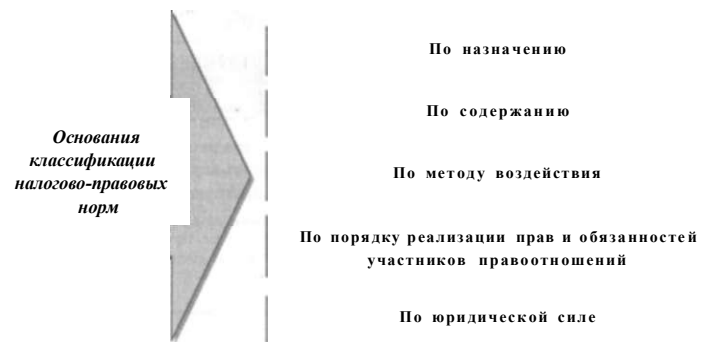 Основания
классификации
налогово-правовых
норм
По назначению
По содержанию
По методу воздействия
По порядку реализации прав и обязанностей
участников правоотношений
По юридической силе